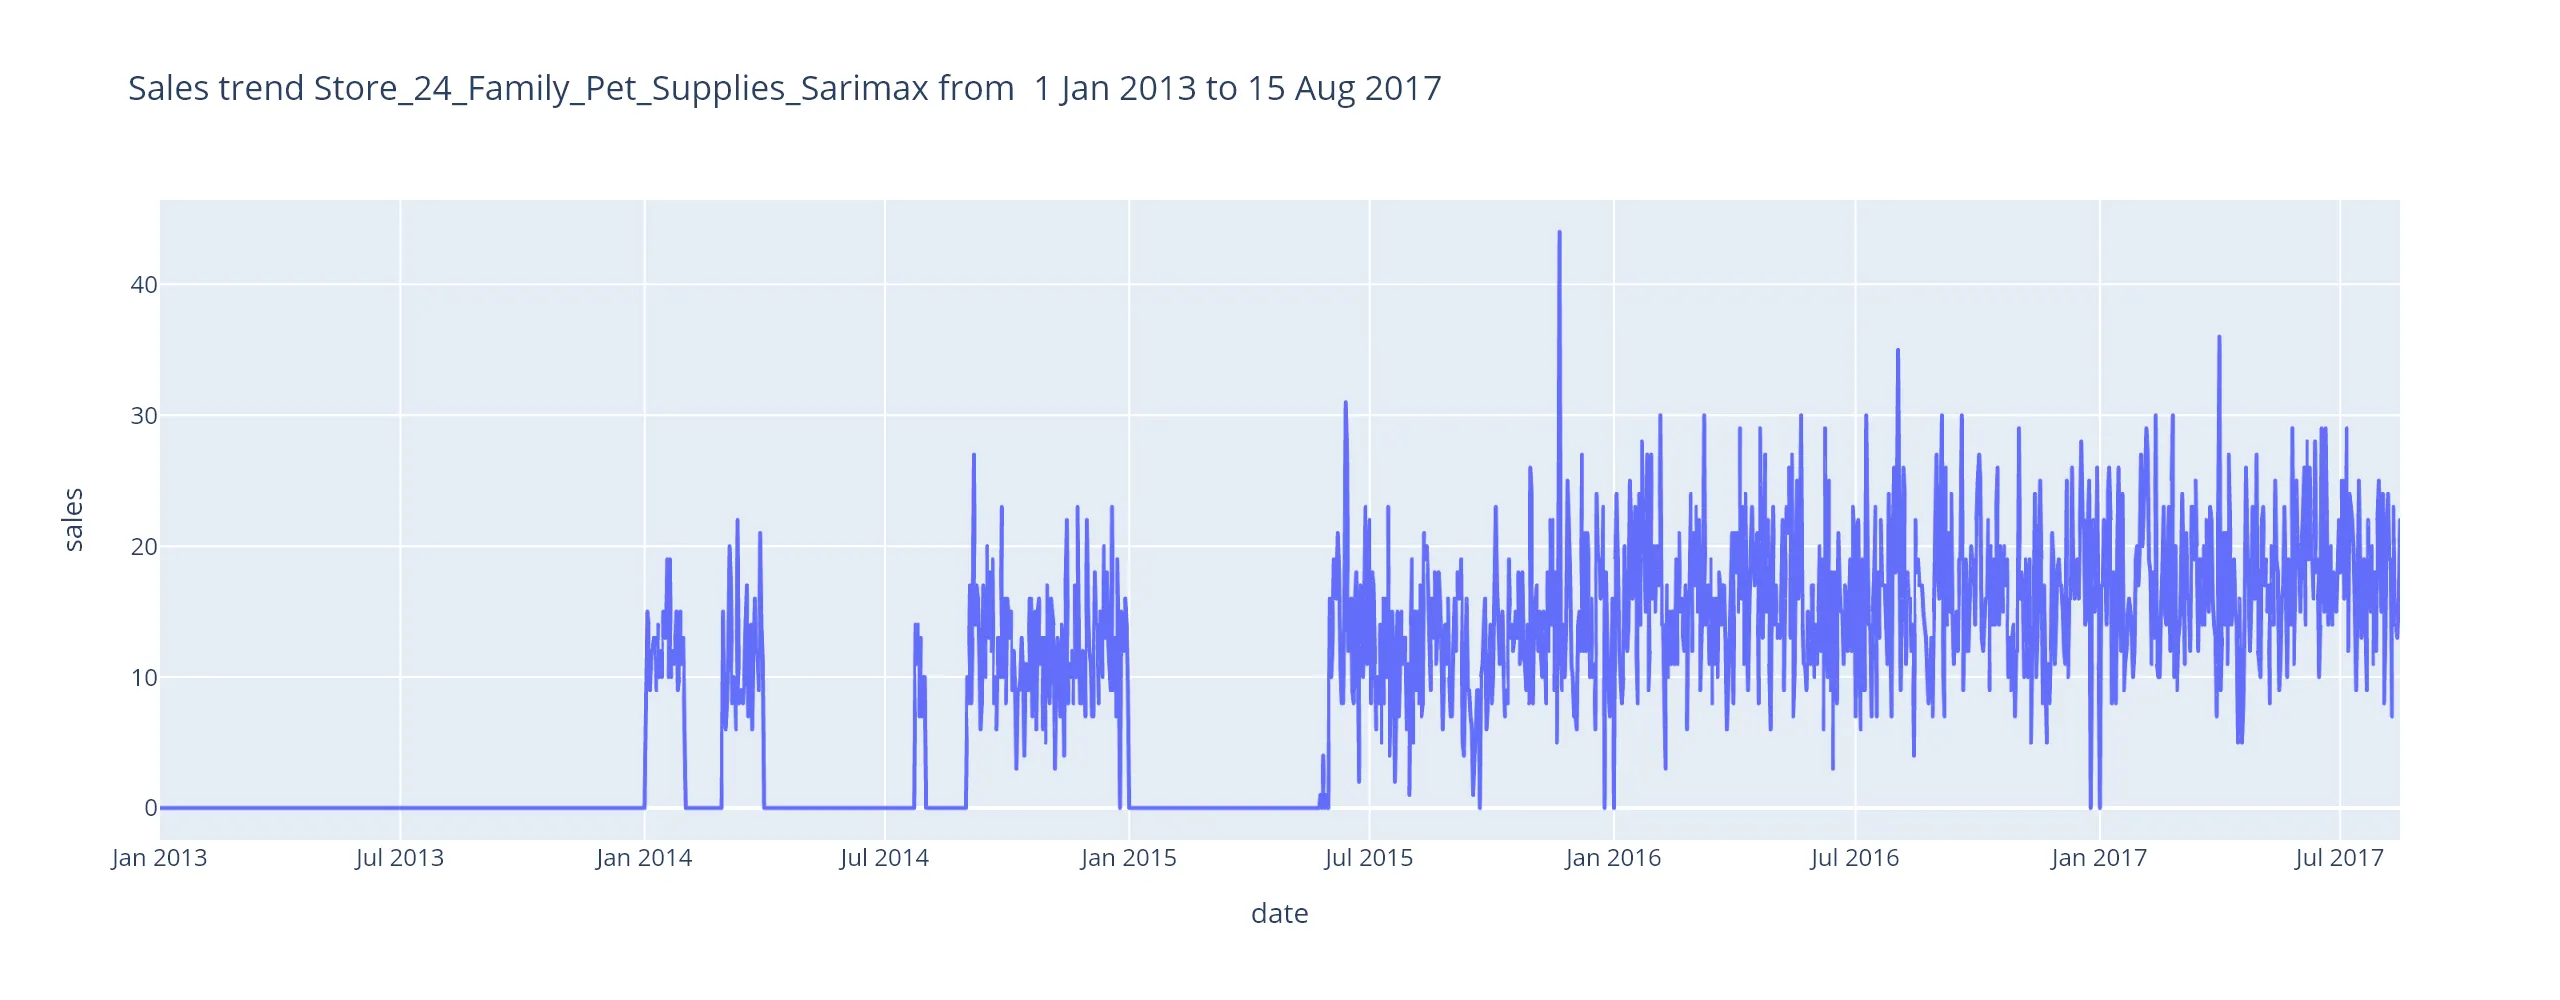 Sales trend Store_24_Family_Pet_Supplies_Sarimax from  1 Jan 2013 to 15 Aug 2017
40
30
20
10
0
sales
Jan 2013
Jul 2013
Jan 2014
Jul 2014
Jan 2015
Jul 2015
Jan 2016
Jul 2016
Jan 2017
Jul 2017
date